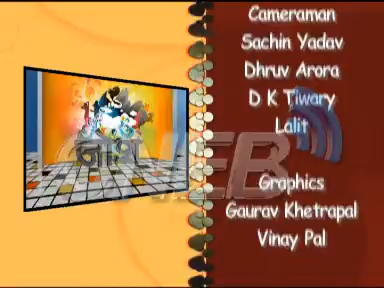 Cameraman
Sachin Yadav
Dhruv Arora
D K Tiwary
Lalit
Graphics
Gaurav Khetrapal
Vinay Pal